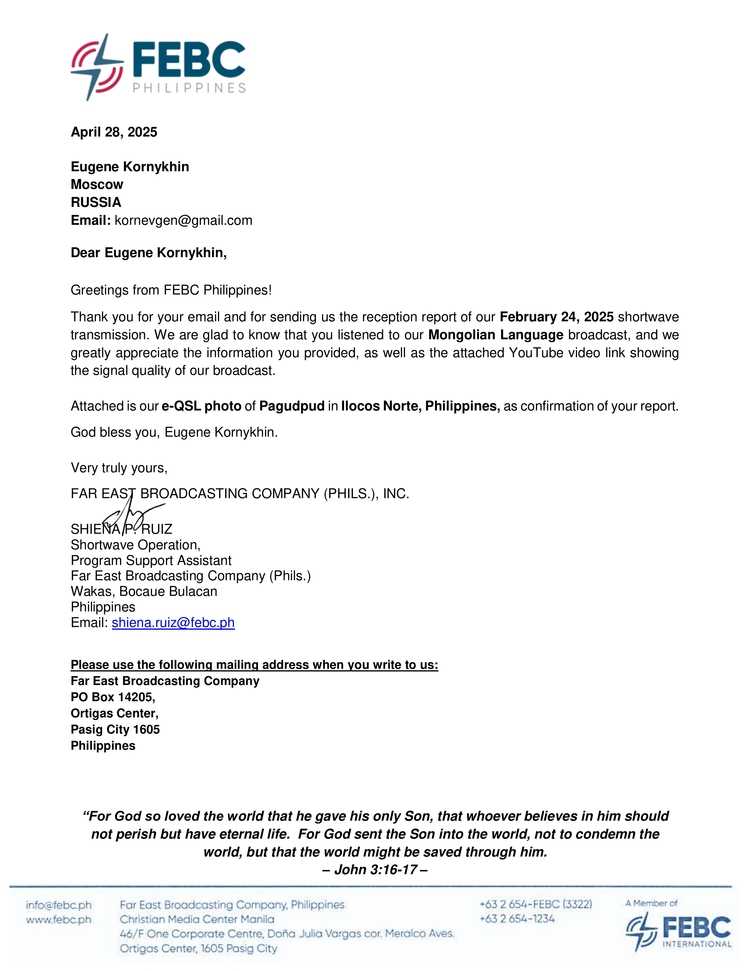 FEBC
PHILIPPINES
April 28, 2025
Eugene Kornykhin
Moscow
RUSSIA
Email: kornevgen@gmail.com
Dear Eugene Kornykhin,
Greetings from FEBC Philippines!
Thank you for your email and for sending us the reception report of our February 24, 2025 shortwave
transmission. We are glad to know that you listened to our Mongolian Language broadcast, and we
greatly appreciate the information you provided, as well as the attached YouTube video link showing
the signal quality of our broadcast.
Attached is our e-QSL photo of Pagudpud in Ilocos Norte, Philippines, as confirmation of your report.
God bless you, Eugene Kornykhin.
Very truly yours,
FAR EAST BROADCASTING COMPANY (PHILS.), INC.
SHIENA P. RUIZ
Shortwave Operation,
Program Support Assistant
Far East Broadcasting Company (Phils.)
Wakas, Bocaue Bulacan
Philippines
Email: shiena.ruiz@febc.ph
Please use the following mailing address when you write to us:
Far East Broadcasting Company
PO Box 14205,
Ortigas Center,
Pasig City 1605
Philippines
“For God so loved the world that he gave his only Son, that whoever believes in him should
not perish but have eternal life. For God sent the Son into the world, not to condemn the
world, but that the world might be saved through him.
– John 3:16-17 –
info@febc.ph
www.febc.ph
Far East Broadcasting Company, Philippines
Christian Media Center Manila
46/F One Corporate Centre, Doña Julia Vargas cor. Meralco Aves.
Ortigas Center, 1605 Pasig City
+63 2 654-FEBC (3322)
+63 2 654-1234
A Member of
FEBC
INTERNATIONAL